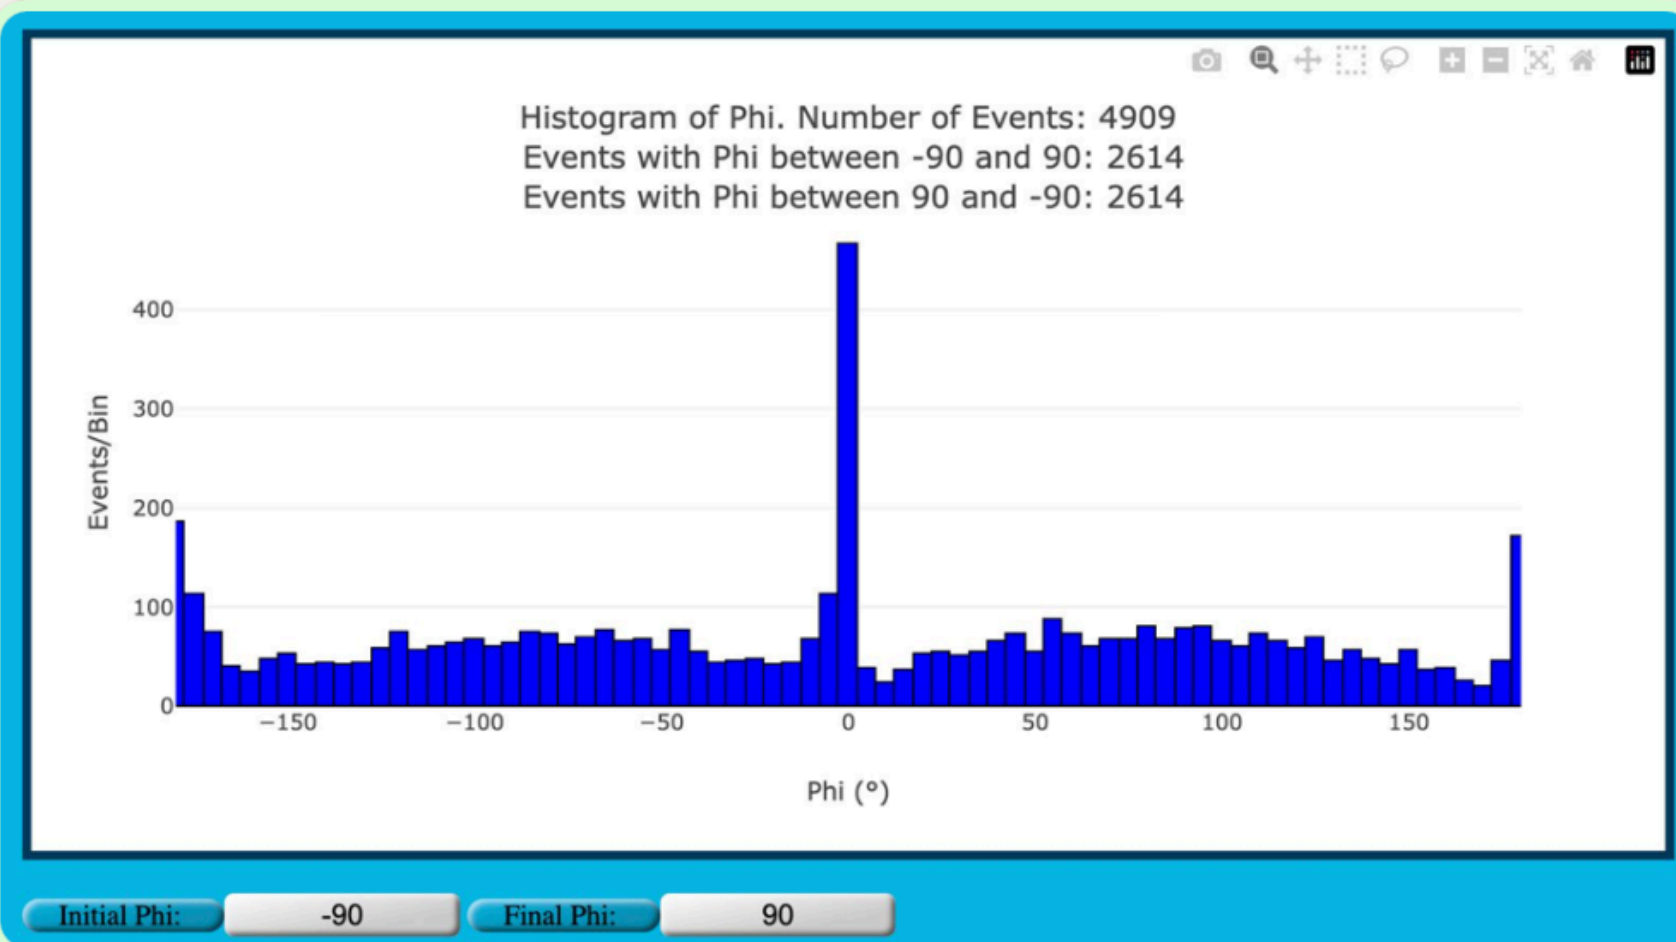 Histogram of Phi. Number of Events: 4909
Events with Phi between -90 and 90: 2614
Events with Phi between 90 and -90: 2614
Events/Bin
400
300
200
100
0
−150 −100 −50 0 50 100 150
Phi (°)
Initial Phi: -90 Final Phi: 90